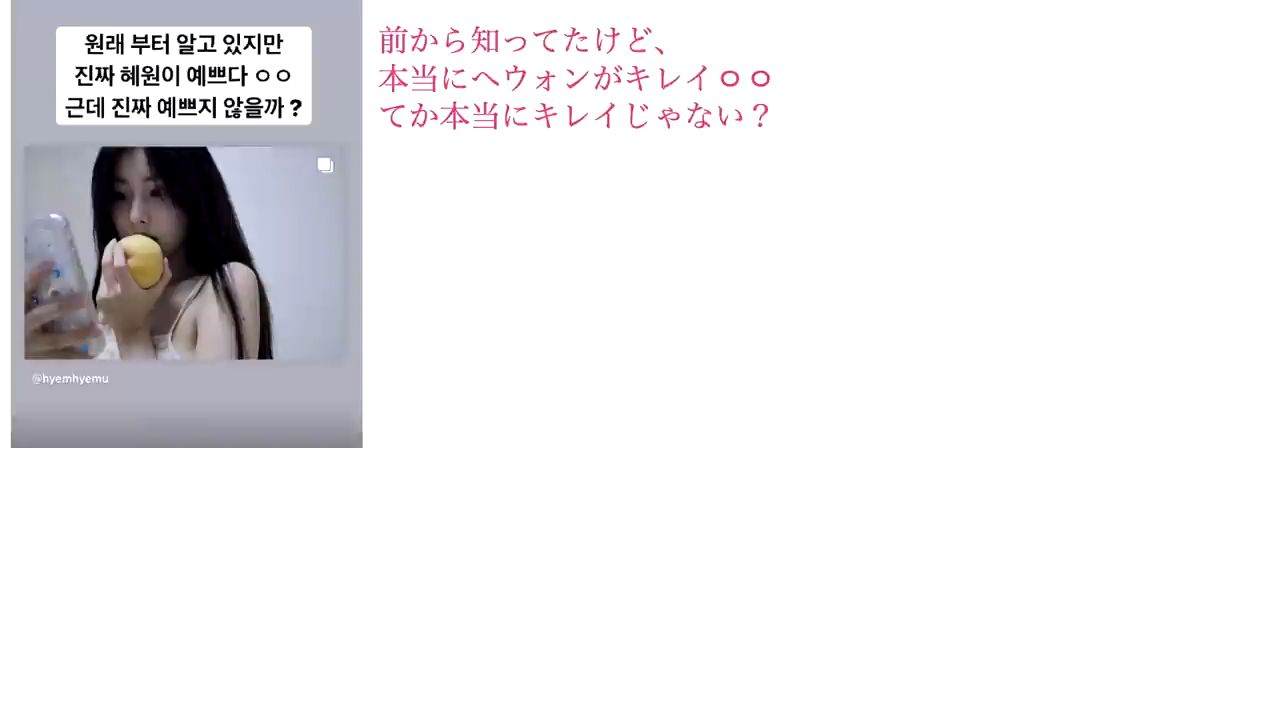 원래 부터 알고 있지만
진짜 혜원이 예쁘다 ㅇㅇ
근데 진짜 예쁘지 않을까 ?
@hyemhyemu
前から知ってたけど、
本当にヘウォンがキレイㅇㅇ
てか本当にキレイじゃない？